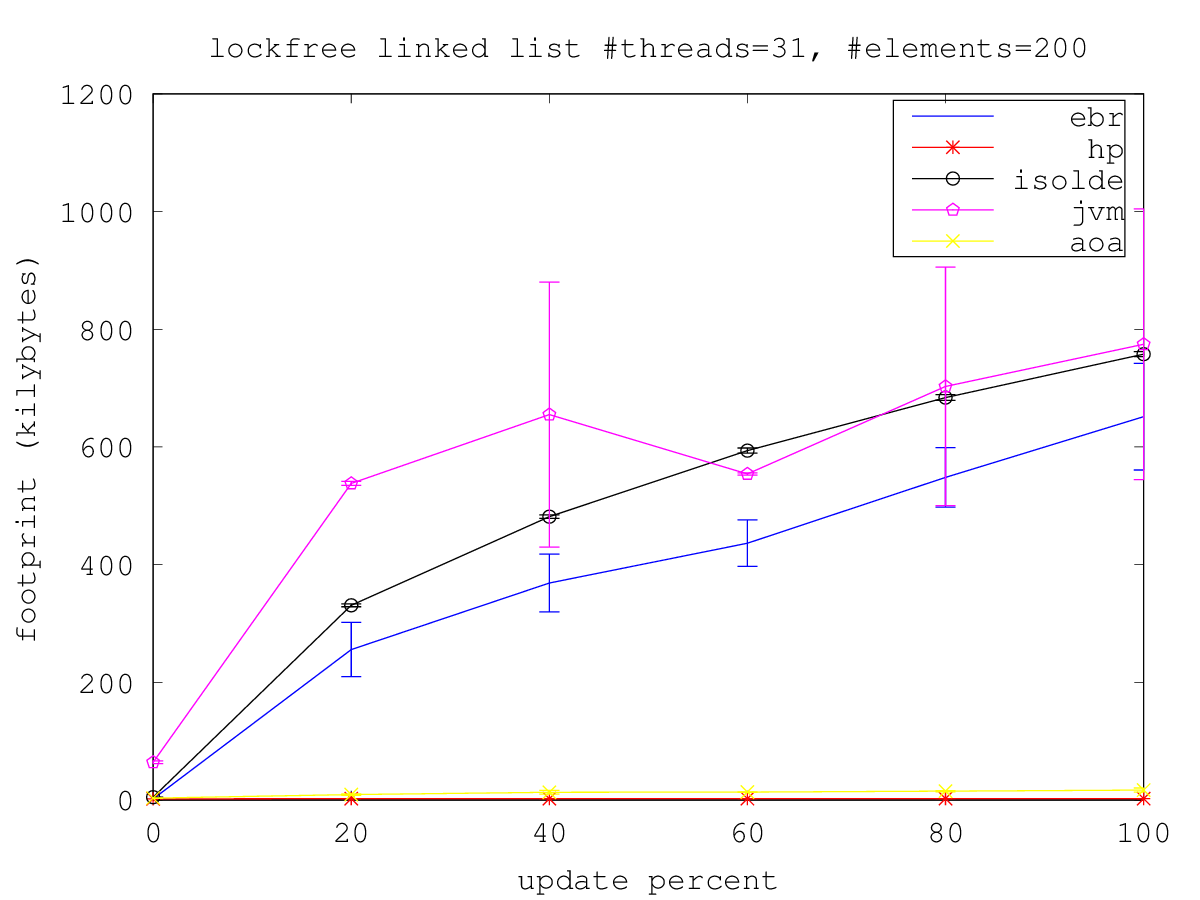 lockfree linked list #threads=31, #elements=200
1200
1000
800
600
400
200
0
footprint (kilybytes)
ebr
hp
isolde
jvm
aoa
0 20 40 60 80 100
update percent